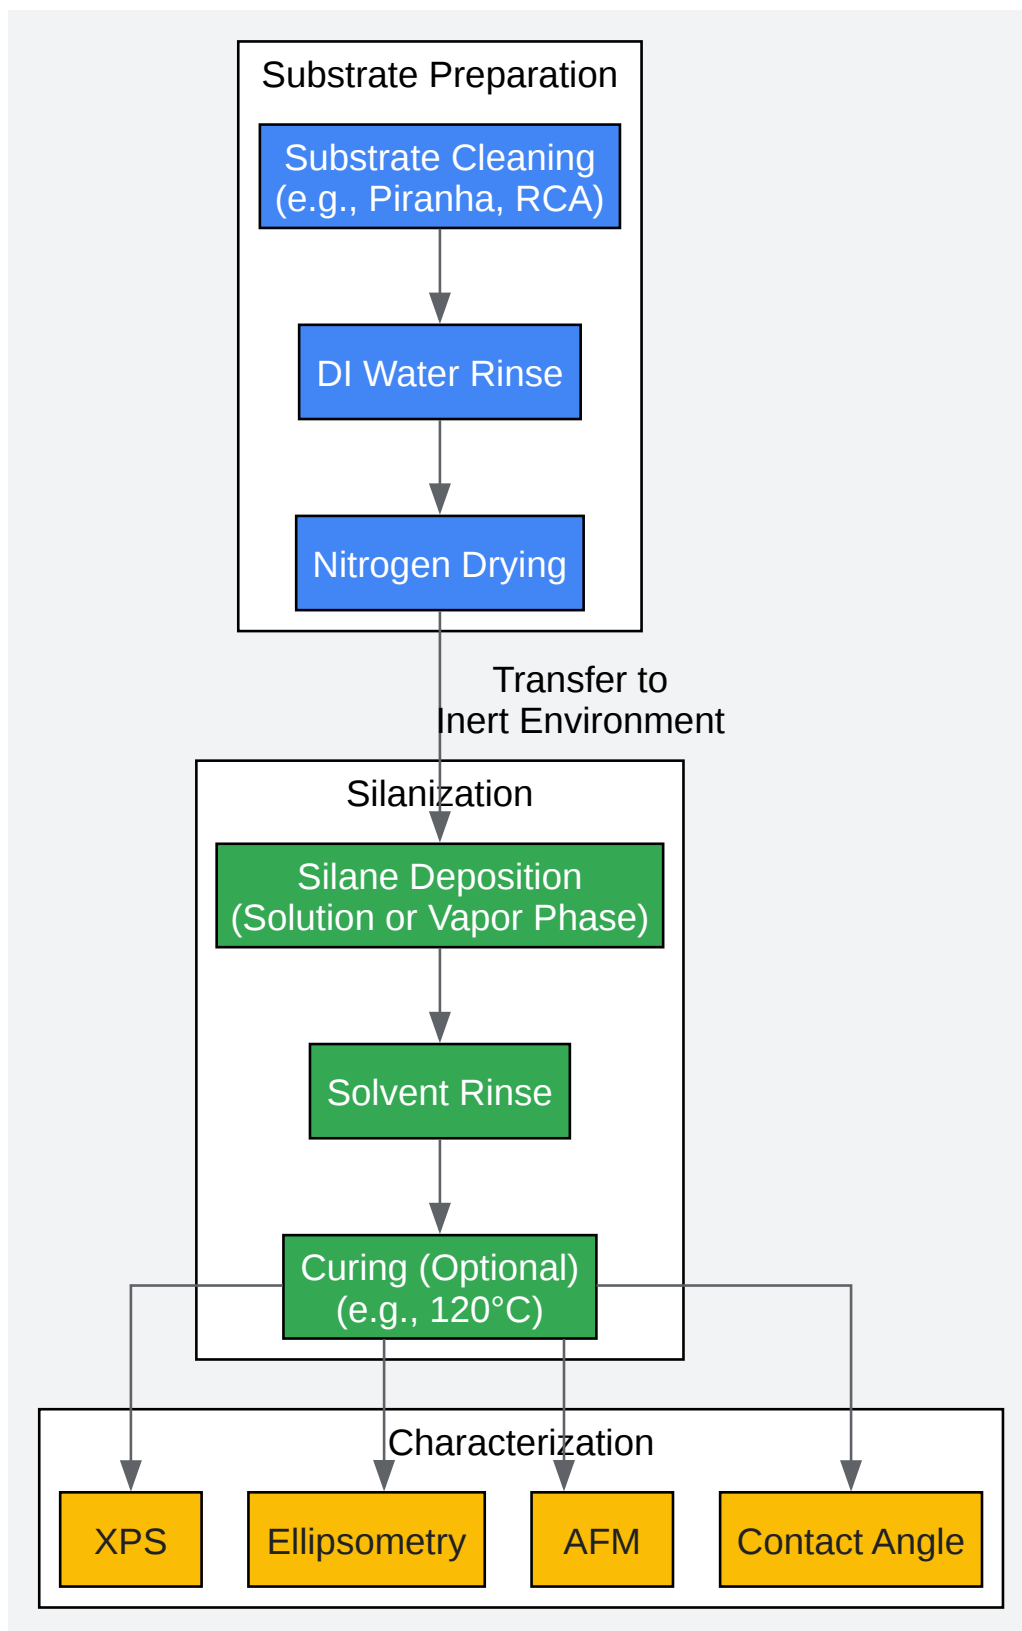 Substrate Preparation
Substrate Cleaning
(e.g., Piranha, RCA)
DI Water Rinse
Nitrogen Drying
Transfer to
Inert Environment
Silanization
Silane Deposition
(Solution or Vapor Phase)
Solvent Rinse
Curing (Optional)
(e.g., 120°C)
Characterization
XPS
Ellipsometry
AFM
Contact Angle